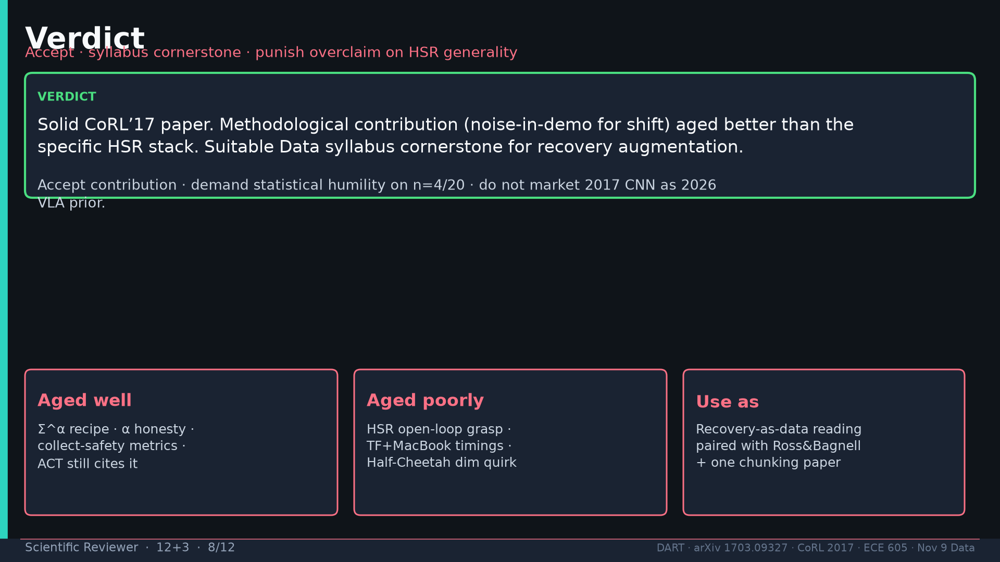 Verdict
Accept · syllabus cornerstone · punish overclaim on HSR generality
VERDICT
Solid CoRL’17 paper. Methodological contribution (noise-in-demo for shift) aged better than the
specific HSR stack. Suitable Data syllabus cornerstone for recovery augmentation.
Accept contribution · demand statistical humility on n=4/20 · do not market 2017 CNN as 2026
VLA prior.
Aged well
Σ^α recipe · α honesty ·
collect-safety metrics ·
ACT still cites it
Aged poorly
HSR open-loop grasp ·
TF+MacBook timings ·
Half-Cheetah dim quirk
Use as
Recovery-as-data reading
paired with Ross&Bagnell
+ one chunking paper
Scientific Reviewer · 12+3 · 8/12
DART · arXiv 1703.09327 · CoRL 2017 · ECE 605 · Nov 9 Data